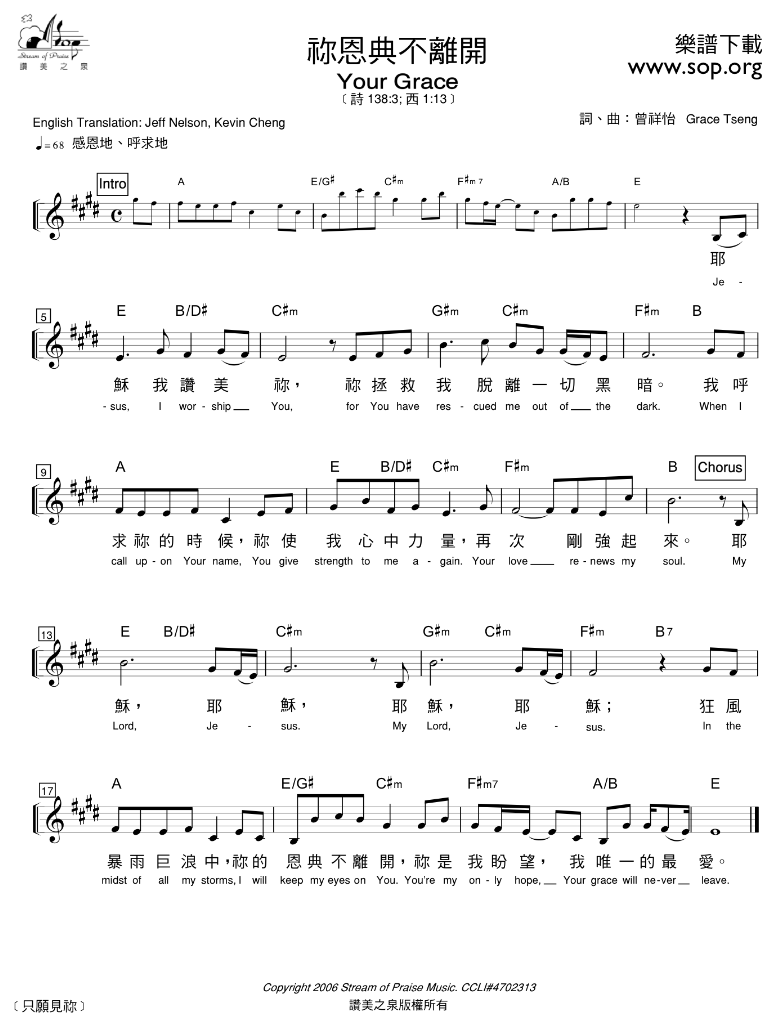 Stream of Praise
讚美之泉
祢恩典不離開
Your Grace
〔詩 138:3; 西 1:13〕
樂譜下載
www.sop.org
English Translation: Jeff Nelson, Kevin Cheng
詞、曲：曾祥怡 Grace Tseng
♩=68 感恩地、呼求地
Intro A E/G# C#m F#m7 A/B E
耶
Je -
5 E B/D# C#m G#m C#m F#m B
穌 我 讚 美 祢， 祢 拯 救 我 脫 離 一 切 黑 暗。 我 呼
- sus, I wor - ship You, for You have res - cued me out of the dark. When I
9 A E B/D# C#m F#m B Chorus
求 祢 的 時 候，祢 使 我 心 中 力 量，再 次 剛 強 起 來。 耶
call up - on Your name, You give strength to me a - gain. Your love re - news my soul. My
13 E B/D# C#m G#m C#m F#m B7
穌， 耶 穌， 耶 穌， 耶 穌； 狂 風
Lord, Je - sus. My Lord, Je - sus. In the
17 A E/G# C#m F#m7 A/B E
暴 雨 巨 浪 中，祢 的 恩 典 不 離 開，祢 是 我 盼 望， 我 唯 一 的 最 愛。
midst of all my storms, I will keep my eyes on You. You're my on - ly hope, Your grace will ne - ver leave.
Copyright 2006 Stream of Praise Music. CCLI#4702313
讚美之泉版權所有
〔只願見祢〕